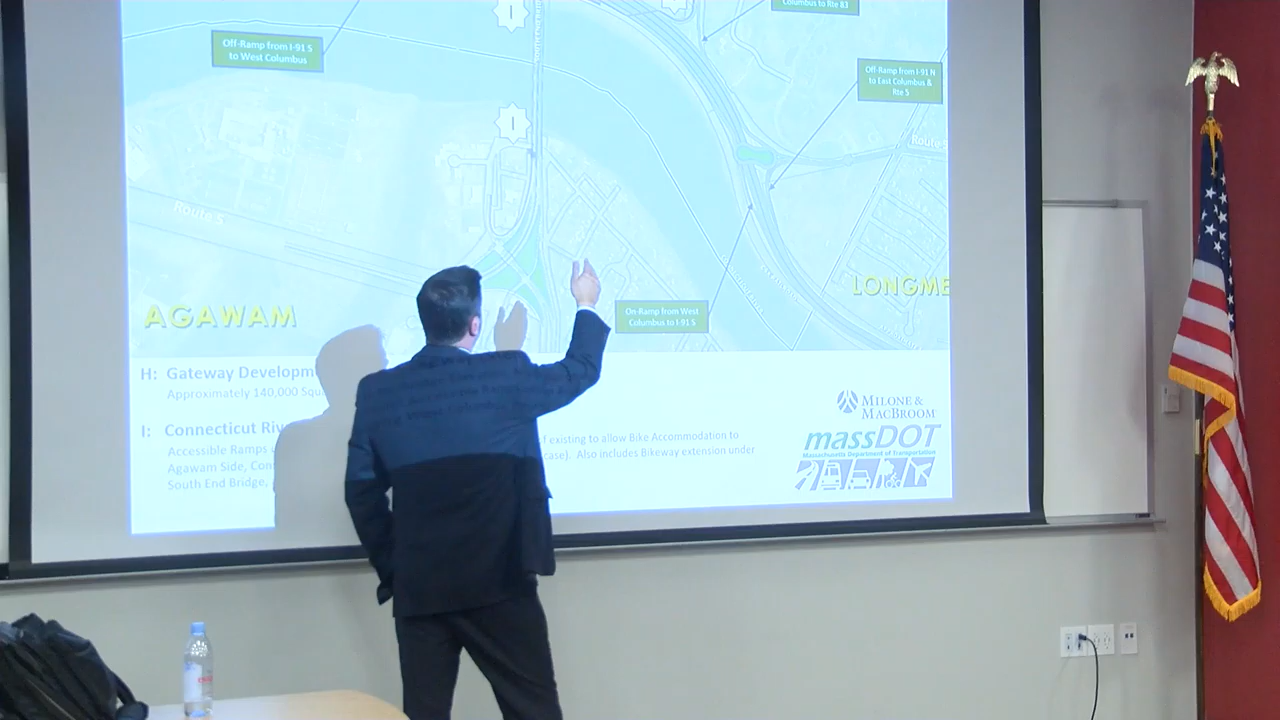 Columbus to Rte 83
Off-Ramp from I-91 S
to West Columbus
Off-Ramp from I-91 N
to East Columbus &
Rte 5
I
I
Route
Route 5
LONGME
AGAWAM
On-Ramp from West
Columbus to I-91 S
H: Gateway Developm
Approximately 140,000 Squ
I: Connecticut Riv
Accessible Ramps
f existing to allow Bike Accommodation to
Agawam Side, Con
case). Also includes Bikeway extension under
South End Bridge,
MILONE &
MACBROOM
massDOT
Massachusetts Department of Transportation